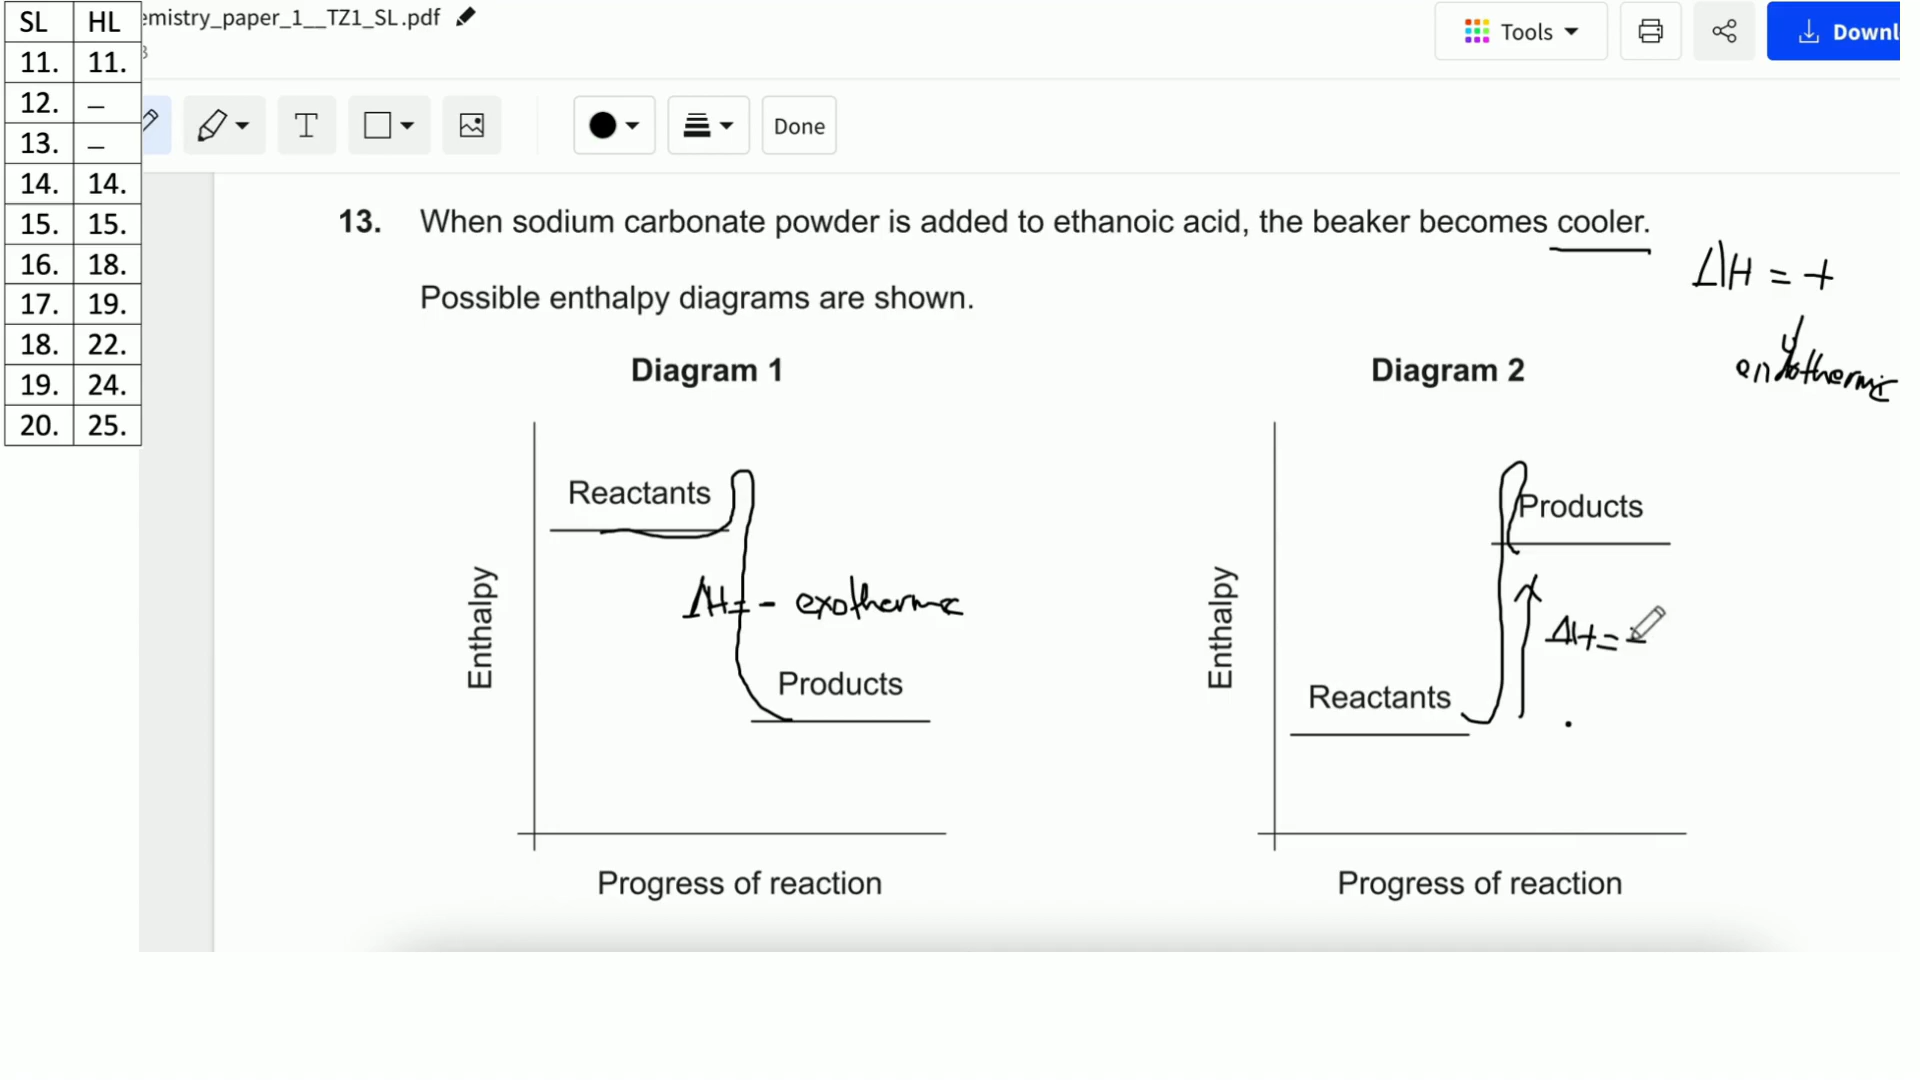 SL HL
11. 11.
12. –
13. –
14. 14.
15. 15.
16. 18.
17. 19.
18. 22.
19. 24.
20. 25.
emistry_paper_1__TZ1_SL.pdf
Tools
Downl
T
Done
13. When sodium carbonate powder is added to ethanoic acid, the beaker becomes cooler.
ΔH = +
Possible enthalpy diagrams are shown.
endothermic
Diagram 1
Diagram 2
Reactants
Products
Enthalpy
ΔH = - exothermic
Products
Progress of reaction
Enthalpy
ΔH =
Reactants
Progress of reaction